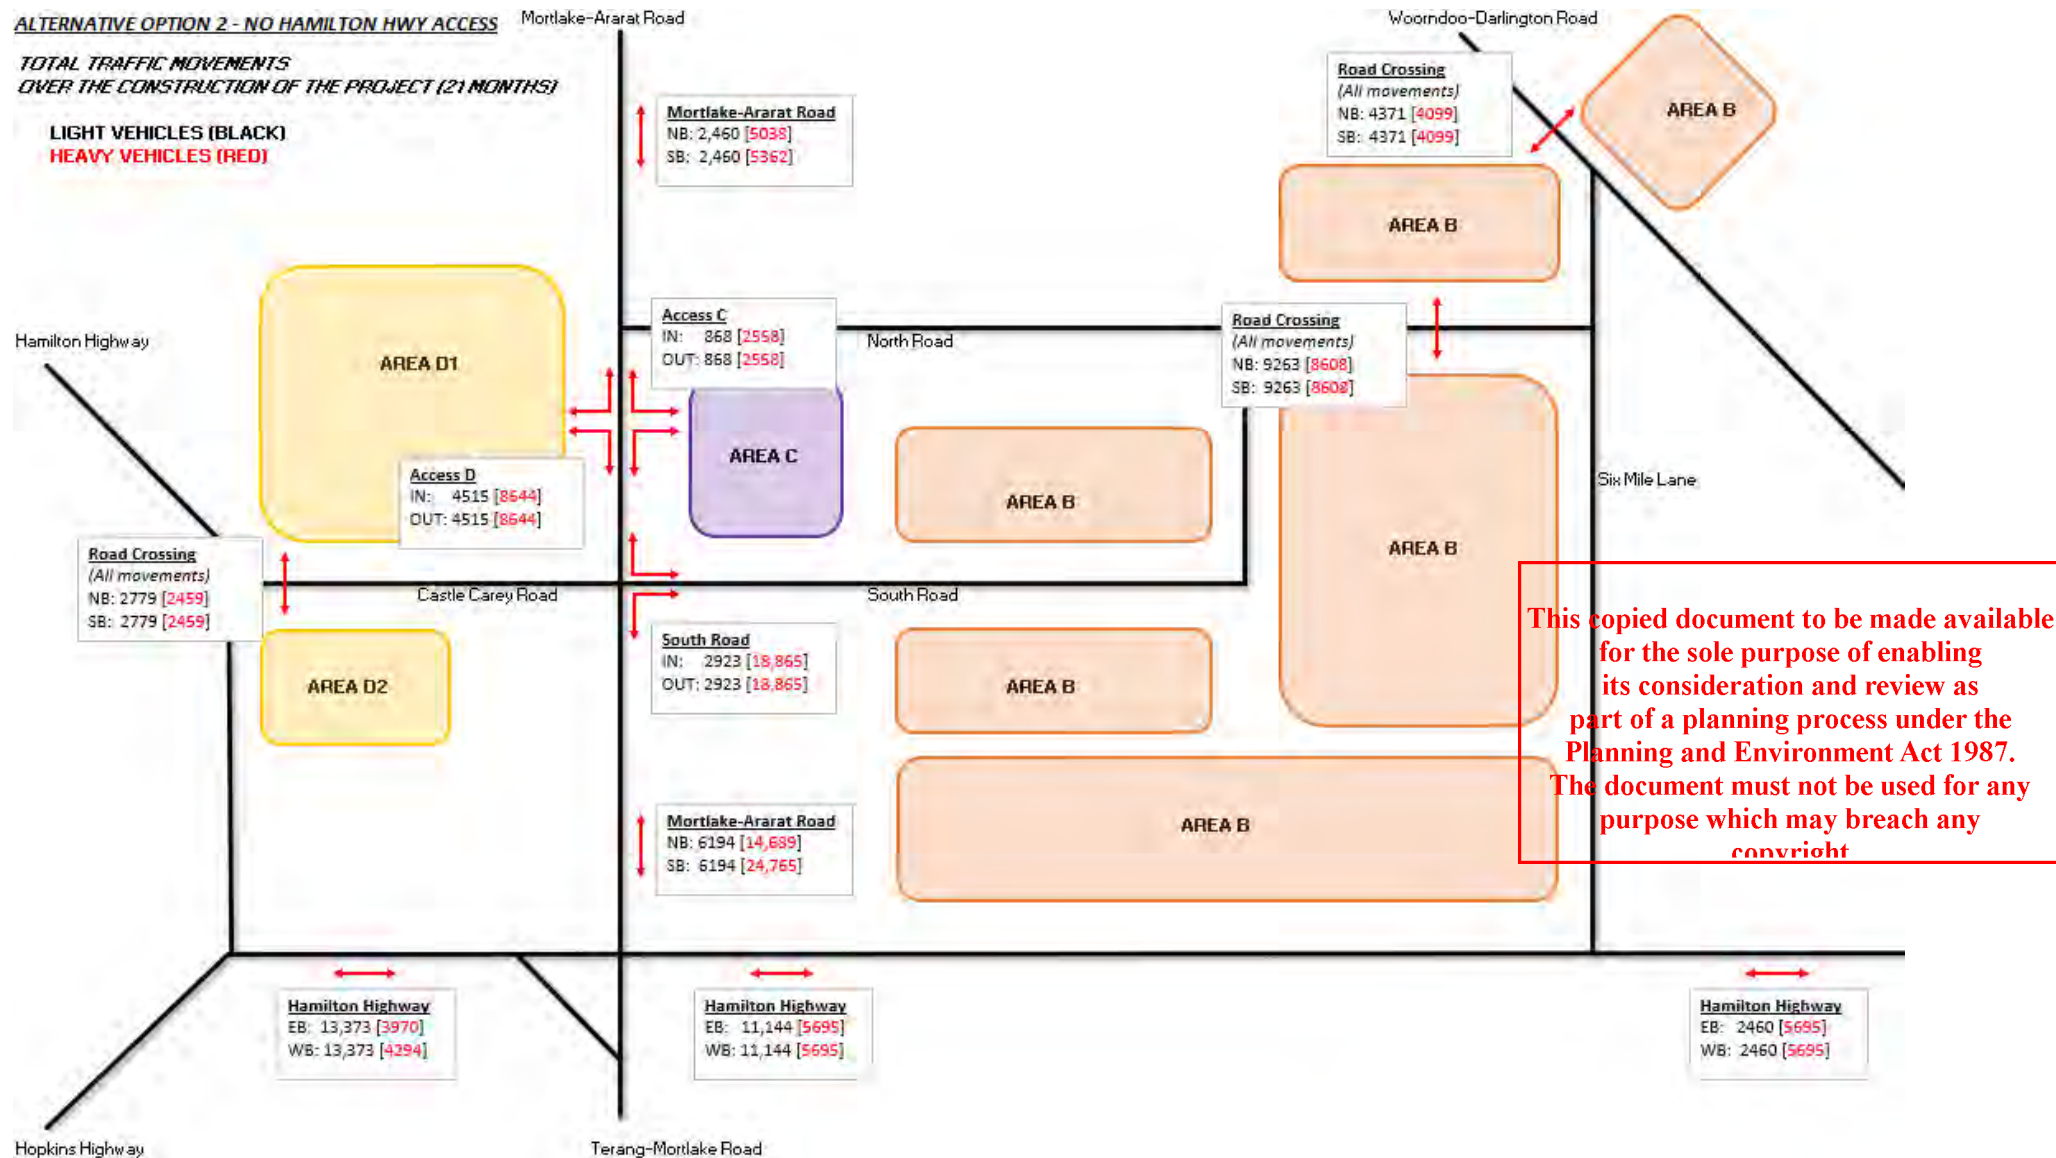 ALTERNATIVE OPTION 2 - NO HAMILTON HWY ACCESS
TOTAL TRAFFIC MOVEMENTS
OVER THE CONSTRUCTION OF THE PROJECT (21 MONTHS)
LIGHT VEHICLES (BLACK)
HEAVY VEHICLES (RED)
Mortlake-Ararat Road
Woorndoo-Darlington Road
Mortlake-Ararat Road
NB: 2,460 [5038]
SB: 2,460 [5362]
Road Crossing
(All movements)
NB: 4371 [4099]
SB: 4371 [4099]
AREA B
AREA B
Hamilton Highway
AREA D1
Access C
IN: 868 [2558]
OUT: 868 [2558]
North Road
Road Crossing
(All movements)
NB: 9263 [8608]
SB: 9263 [8608]
AREA C
Access D
IN: 4515 [8644]
OUT: 4515 [8644]
AREA B
AREA B
Six Mile Lane
Road Crossing
(All movements)
NB: 2779 [2459]
SB: 2779 [2459]
Castle Carey Road
South Road
AREA D2
South Road
IN: 2923 [18,865]
OUT: 2923 [18,865]
AREA B
This copied document to be made available
for the sole purpose of enabling
its consideration and review as
part of a planning process under the
Planning and Environment Act 1987.
The document must not be used for any
purpose which may breach any
copyright
Mortlake-Ararat Road
NB: 6194 [14,689]
SB: 6194 [24,765]
AREA B
Hamilton Highway
EB: 13,373 [3970]
WB: 13,373 [4294]
Hamilton Highway
EB: 11,144 [5695]
WB: 11,144 [5695]
Hamilton Highway
EB: 2460 [5695]
WB: 2460 [5695]
Hopkins Highway
Terang-Mortlake Road